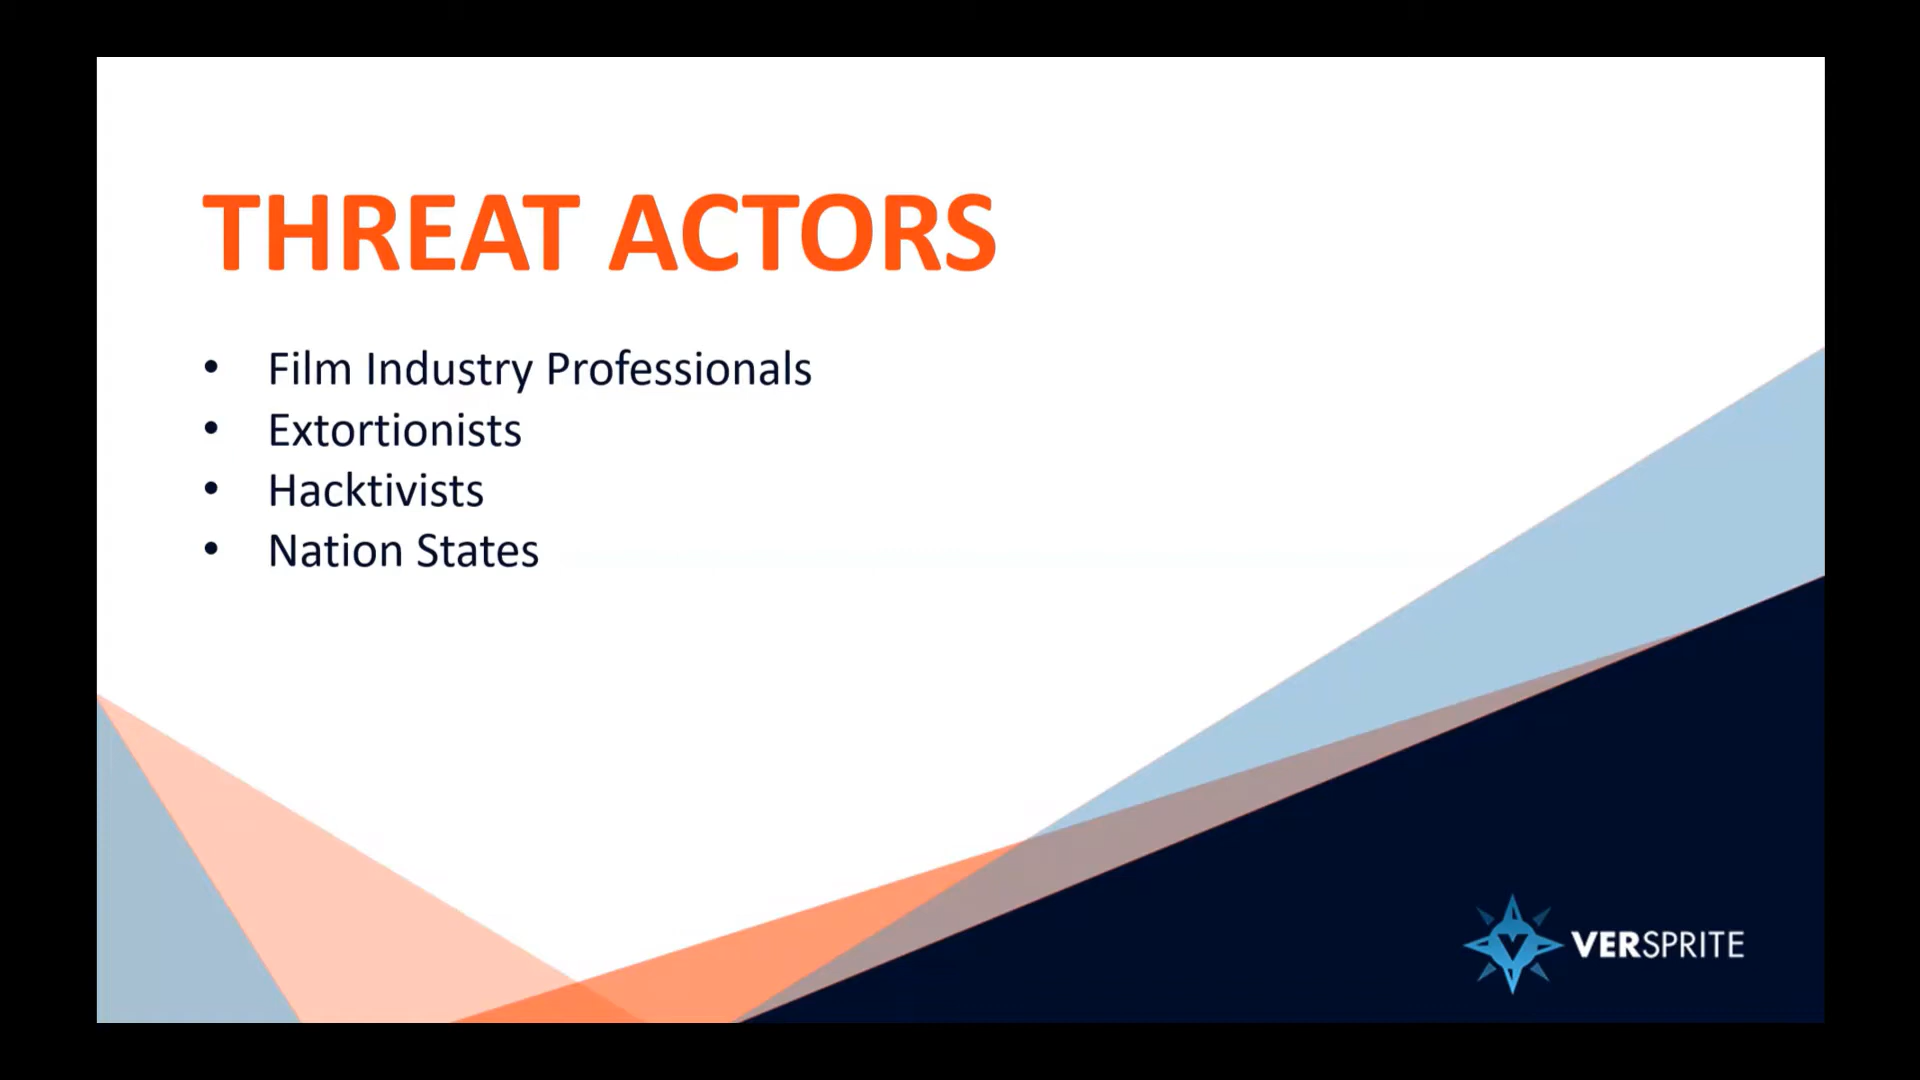 THREAT ACTORS
• Film Industry Professionals
• Extortionists
• Hacktivists
• Nation States
VERSPRITE